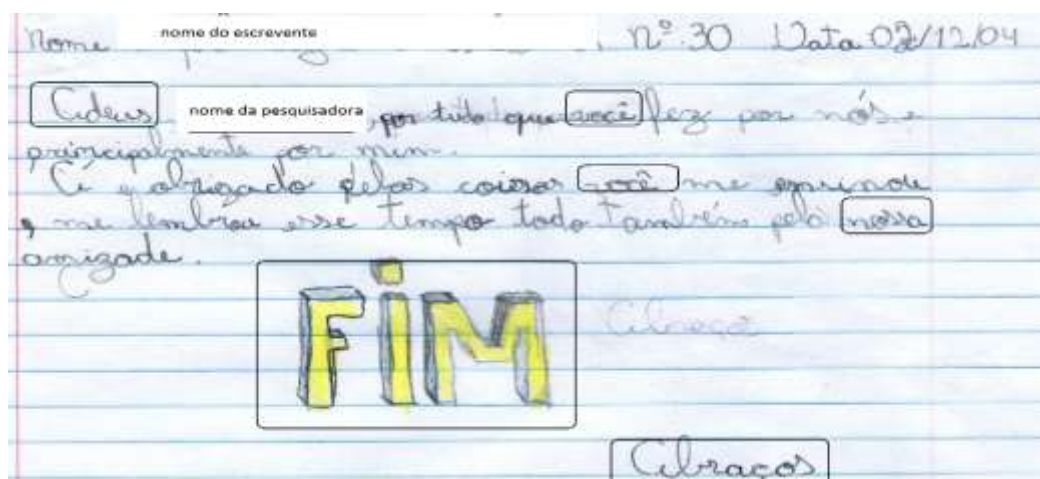 Nome nome do escrevente Nº 30 Data 02/12/04
Adeus nome da pesquisadora , por tudo que você fez por nós e
principalmente por mim.
A e obrigado pelas coisas você me ensinou
, me lembrou esse tempo todo também pela nossa
amizade.
FiM
Abraços
Abraços